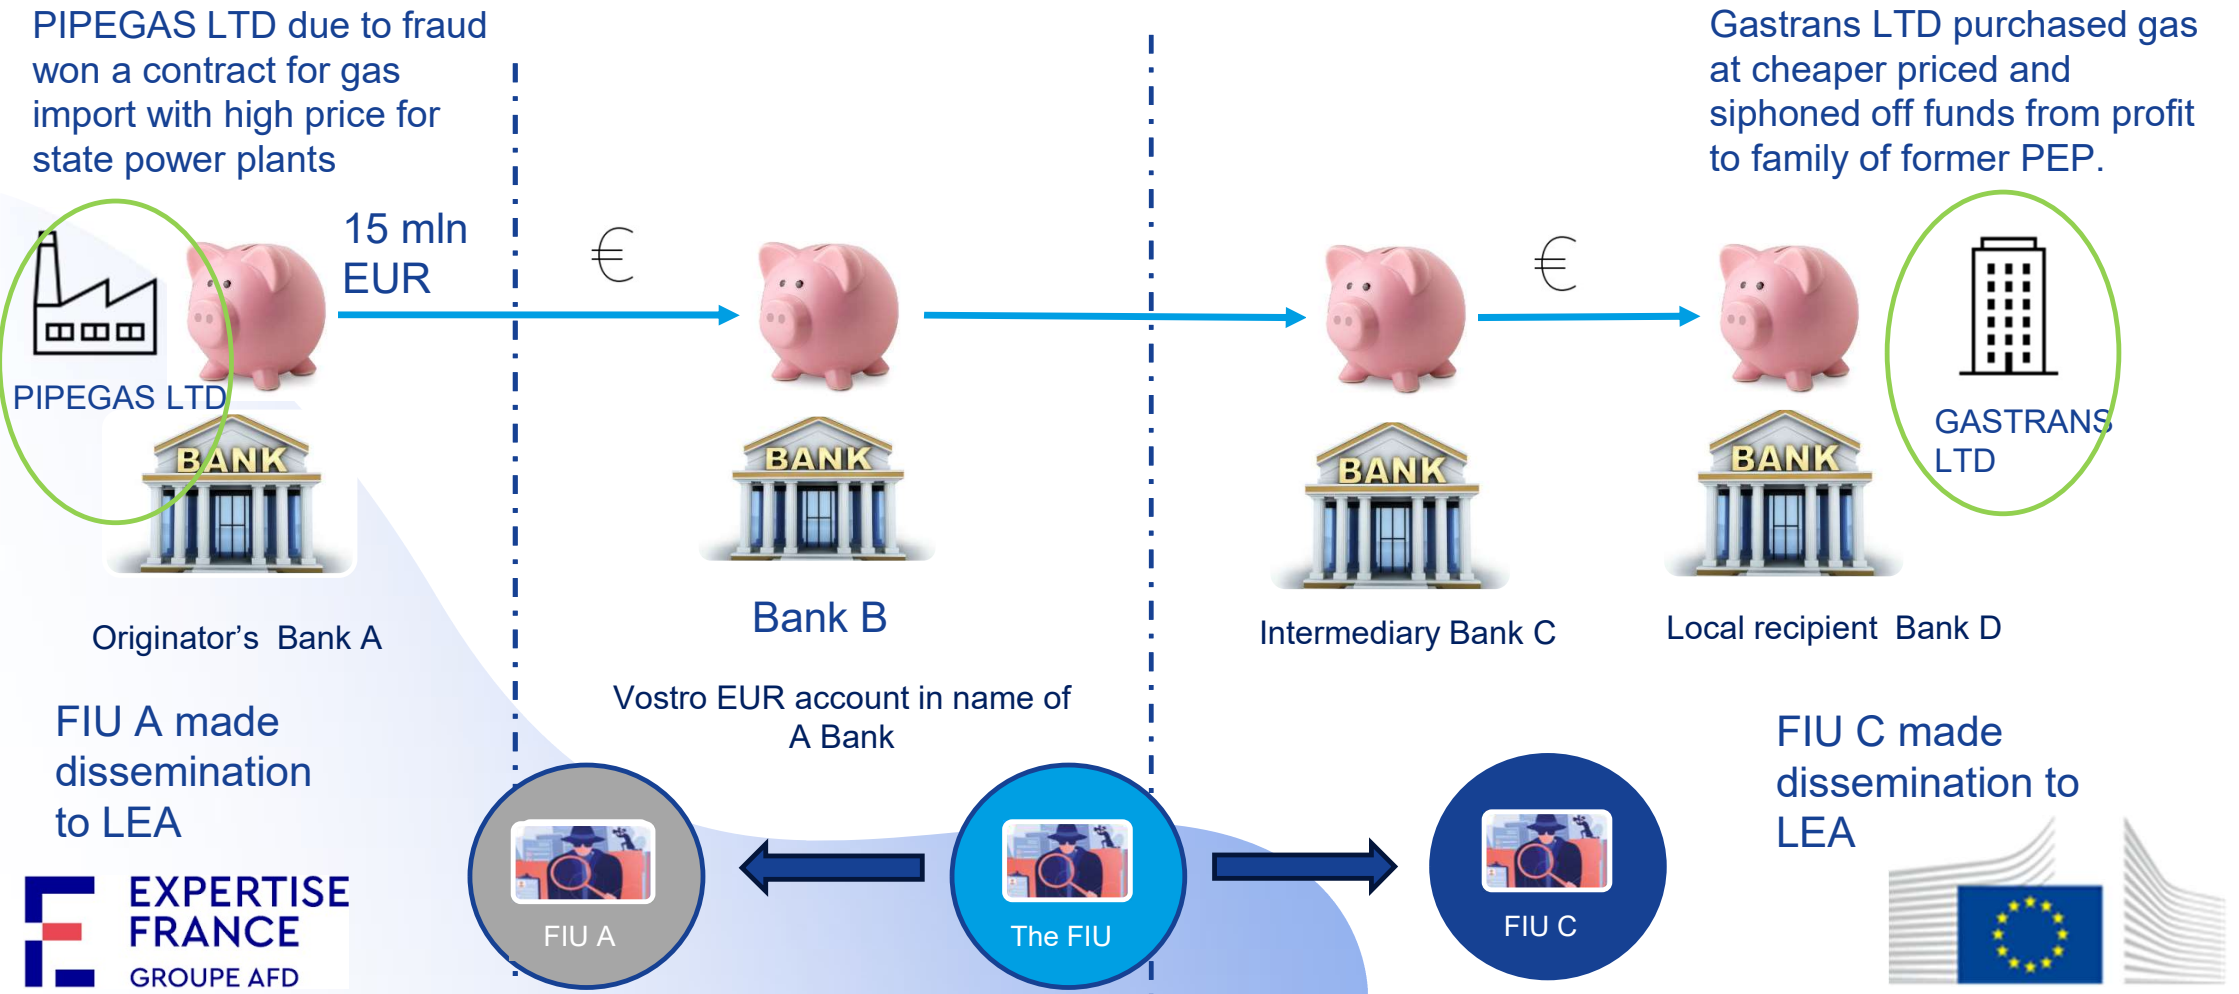 PIPEGAS LTD due to fraud
won a contract for gas
import with high price for
state power plants
Gastrans LTD purchased gas
at cheaper priced and
siphoned off funds from profit
to family of former PEP.
15 mln
EUR
€
€
PIPEGAS LTD
GASTRANS
LTD
BANK
BANK
BANK
BANK
Originator's Bank A
Bank B
Intermediary Bank C
Local recipient Bank D
Vostro EUR account in name of
A Bank
FIU A made
dissemination
to LEA
FIU C made
dissemination to
LEA
FIU A
The FIU
FIU C
EXPERTISE
FRANCE
GROUPE AFD